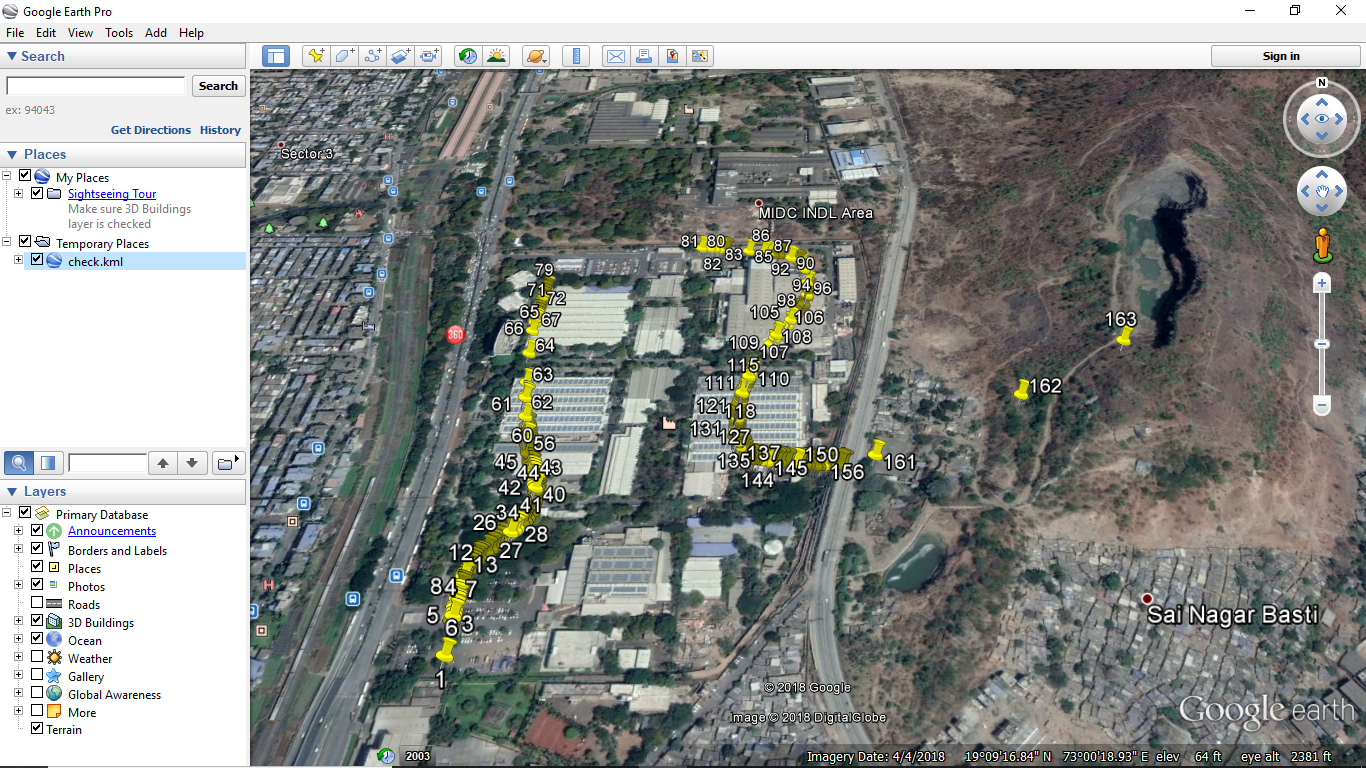 Google Earth Pro
File Edit View Tools Add Help
Search
Sign in
Search
ex: 94043
Get Directions History
Places
My Places
Sightseeing Tour
Make sure 3D Buildings
layer is checked
Temporary Places
check.kml
Layers
Primary Database
Announcements
Borders and Labels
Places
Photos
Roads
3D Buildings
Ocean
Weather
Gallery
Global Awareness
More
Terrain
N
Sector 3
MIDC INDL Area
360
81 80 86
83 85 87
82 92 90
79
71 72
94 96
98
65 67 105 106
66
64 109 108
107
115
63 111 110
61 62 121 118
131 127
60 56
45 44 43 135 137 145 150
144 156 161
42 40
163
162
34 41
26 28
27
12 13
8 4 7
5
6 3
1
H
H
Sai Nagar Basti
© 2018 Google
Image © 2018 DigitalGlobe
Google earth
2003
Imagery Date: 4/4/2018 19°09'16.84" N 73°00'18.93" E elev 64 ft eye alt 2381 ft